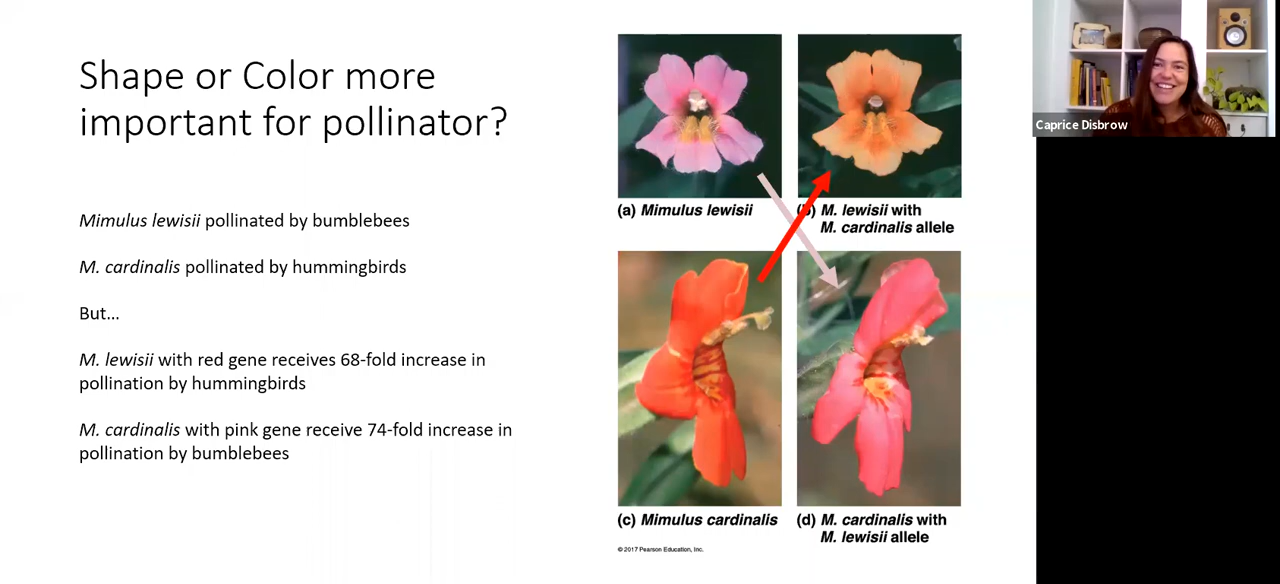 Shape or Color more
important for pollinator?
Mimulus lewisii pollinated by bumblebees
M. cardinalis pollinated by hummingbirds
But...
M. lewisii with red gene receives 68-fold increase in
pollination by hummingbirds
M. cardinalis with pink gene receive 74-fold increase in
pollination by bumblebees
(a) Mimulus lewisii
(b) M. lewisii with
M. cardinalis allele
(c) Mimulus cardinalis
(d) M. cardinalis with
M. lewisii allele
© 2017 Pearson Education, Inc.
Caprice Disbrow